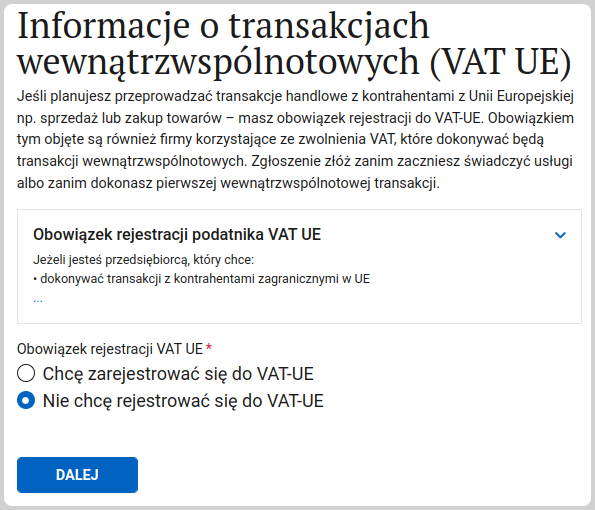 Informacje o transakcjach
wewnątrzwspólnotowych (VAT UE)
Jeśli planujesz przeprowadzać transakcje handlowe z kontrahentami z Unii Europejskiej
np. sprzedaż lub zakup towarów – masz obowiązek rejestracji do VAT-UE. Obowiązkiem
tym objęte są również firmy korzystające ze zwolnienia VAT, które dokonywać będą
transakcji wewnątrzwspólnotowych. Zgłoszenie złóż zanim zaczniesz świadczyć usługi
albo zanim dokonasz pierwszej wewnątrzwspólnotowej transakcji.
Obowiązek rejestracji podatnika VAT UE
Jeżeli jesteś przedsiębiorcą, który chce:
• dokonywać transakcji z kontrahentami zagranicznymi w UE
...
Obowiązek rejestracji VAT UE *
Chcę zarejestrować się do VAT-UE
Nie chcę rejestrować się do VAT-UE
DALEJ